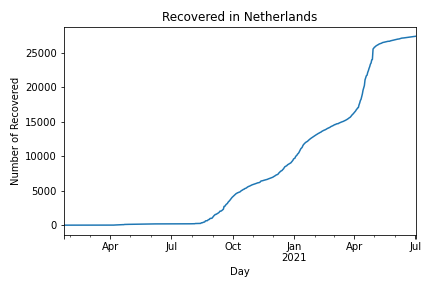 Recovered in Netherlands
Number of Recovered
25000
20000
15000
10000
5000
0
Apr Jul Oct Jan Apr Jul
2021
Day